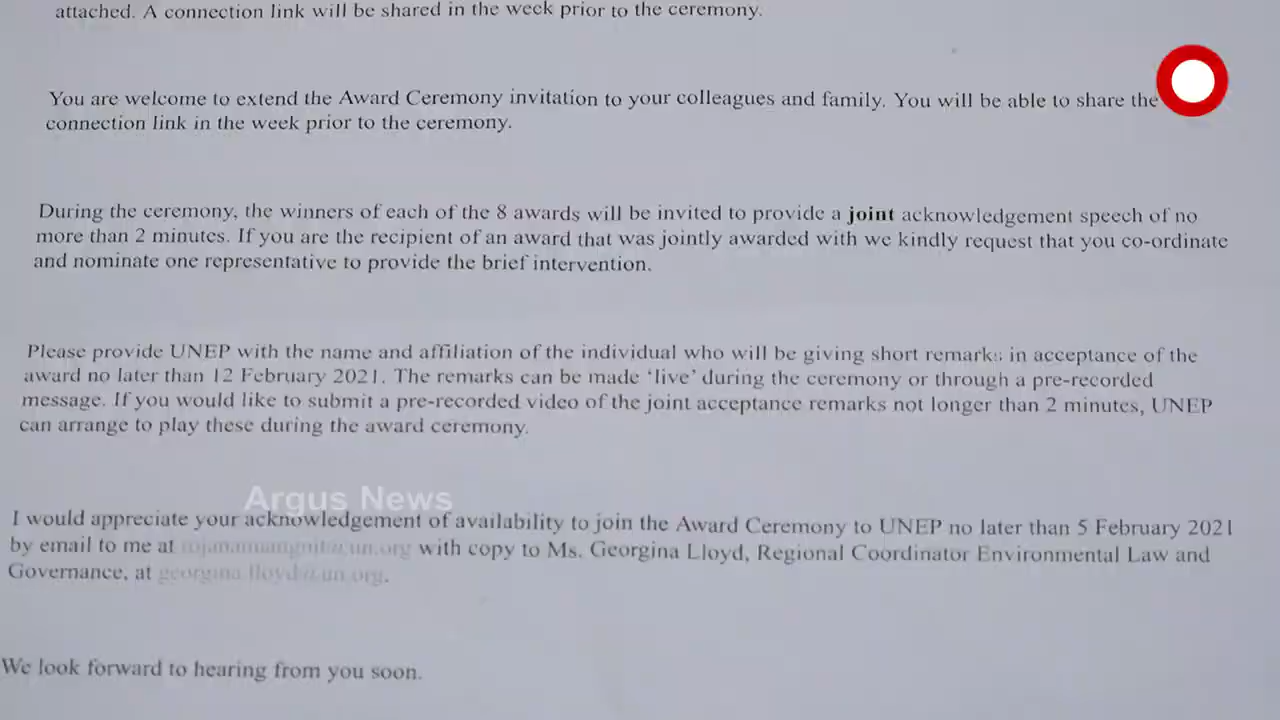 attached. A connection link will be shared in the week prior to the ceremony.
You are welcome to extend the Award Ceremony invitation to your colleagues and family. You will be able to share the
connection link in the week prior to the ceremony.
During the ceremony, the winners of each of the 8 awards will be invited to provide a joint acknowledgement speech of no
more than 2 minutes. If you are the recipient of an award that was jointly awarded with we kindly request that you co-ordinate
and nominate one representative to provide the brief intervention.
Please provide UNEP with the name and affiliation of the individual who will be giving short remarks in acceptance of the
award no later than 12 February 2021. The remarks can be made 'live' during the ceremony or through a pre-recorded
message. If you would like to submit a pre-recorded video of the joint acceptance remarks not longer than 2 minutes, UNEP
can arrange to play these during the award ceremony.
Argus News
I would appreciate your acknowledgement of availability to join the Award Ceremony to UNEP no later than 5 February 2021
by email to me at with copy to Ms. Georgina Lloyd, Regional Coordinator Environmental Law and
Governance, at georgina.lloyd@un.org.
We look forward to hearing from you soon.